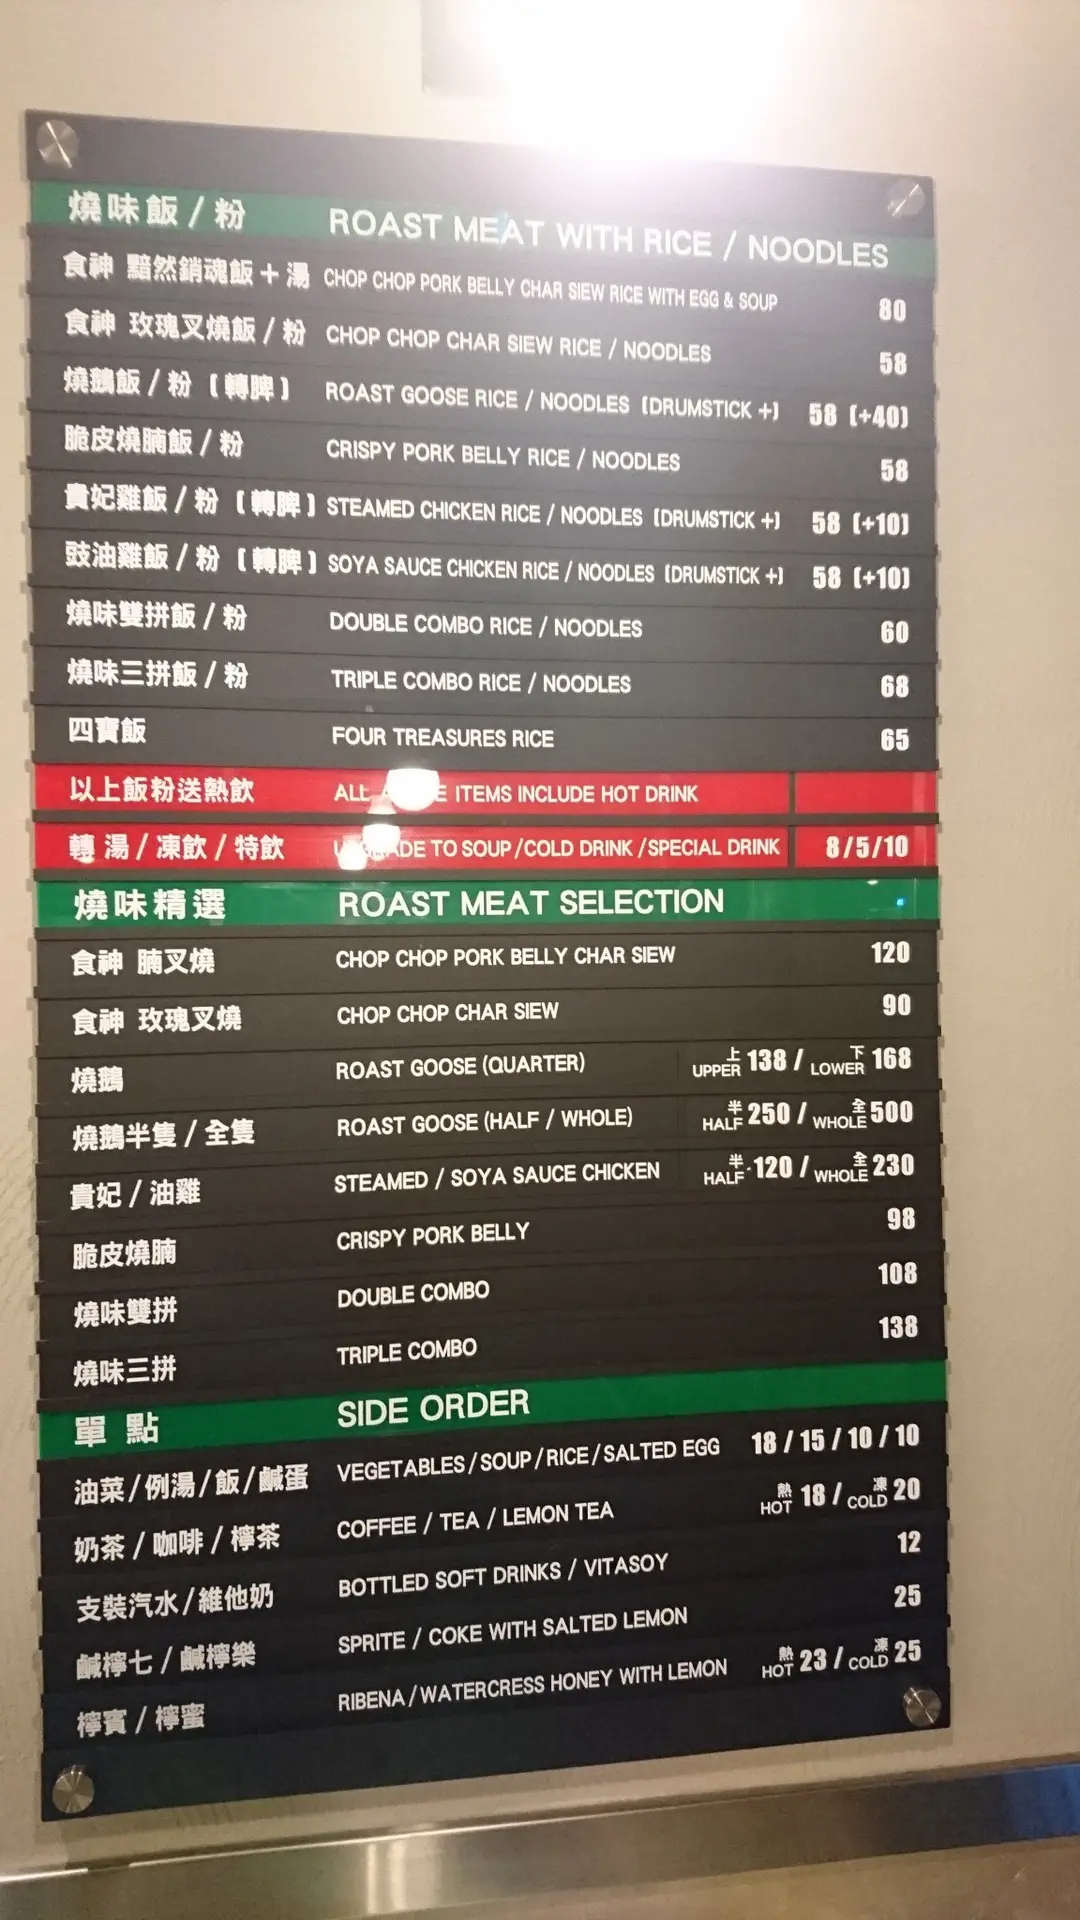 燒味飯 / 粉 ROAST MEAT WITH RICE / NOODLES
食神 黯然銷魂飯 + 湯 CHOP CHOP PORK BELLY CHAR SIEW RICE WITH EGG & SOUP 80
食神 玫瑰叉燒飯 / 粉 CHOP CHOP CHAR SIEW RICE / NOODLES 58
燒鵝飯 / 粉 (轉髀) ROAST GOOSE RICE / NOODLES (DRUMSTICK +) 58 (+40)
脆皮燒腩飯 / 粉 CRISPY PORK BELLY RICE / NOODLES 58
貴妃雞飯 / 粉 (轉髀) STEAMED CHICKEN RICE / NOODLES (DRUMSTICK +) 58 (+10)
豉油雞飯 / 粉 (轉髀) SOYA SAUCE CHICKEN RICE / NOODLES (DRUMSTICK +) 58 (+10)
燒味雙拼飯 / 粉 DOUBLE COMBO RICE / NOODLES 60
燒味三拼飯 / 粉 TRIPLE COMBO RICE / NOODLES 68
四寶飯 FOUR TREASURES RICE 65
以上飯粉送熱飲 ALL ITEMS INCLUDE HOT DRINK
轉 湯 / 凍飲 / 特飲 UPGRADE TO SOUP /COLD DRINK /SPECIAL DRINK 8/5/10
燒味精選 ROAST MEAT SELECTION
食神 腩叉燒 CHOP CHOP PORK BELLY CHAR SIEW 120
食神 玫瑰叉燒 CHOP CHOP CHAR SIEW 90
燒鵝 ROAST GOOSE (QUARTER) 上 UPPER 138 / 下 LOWER 168
燒鵝半隻 / 全隻 ROAST GOOSE (HALF / WHOLE) 半 HALF 250 / 全 WHOLE 500
貴妃 / 油雞 STEAMED / SOYA SAUCE CHICKEN 半 HALF 120 / 全 WHOLE 230
脆皮燒腩 CRISPY PORK BELLY 98
燒味雙拼 DOUBLE COMBO 108
燒味三拼 TRIPLE COMBO 138
單 點 SIDE ORDER
油菜 / 例湯 / 飯 / 鹹蛋 VEGETABLES / SOUP / RICE / SALTED EGG 18 / 15 / 10 / 10
奶茶 / 咖啡 / 檸茶 COFFEE / TEA / LEMON TEA 熱 HOT 18 / 凍 COLD 20
支裝汽水 / 維他奶 BOTTLED SOFT DRINKS / VITASOY 12
鹹檸七 / 鹹檸樂 SPRITE / COKE WITH SALTED LEMON 25
檸賓 / 檸蜜 RIBENA / WATERCRESS HONEY WITH LEMON 熱 HOT 23 / 凍 COLD 25